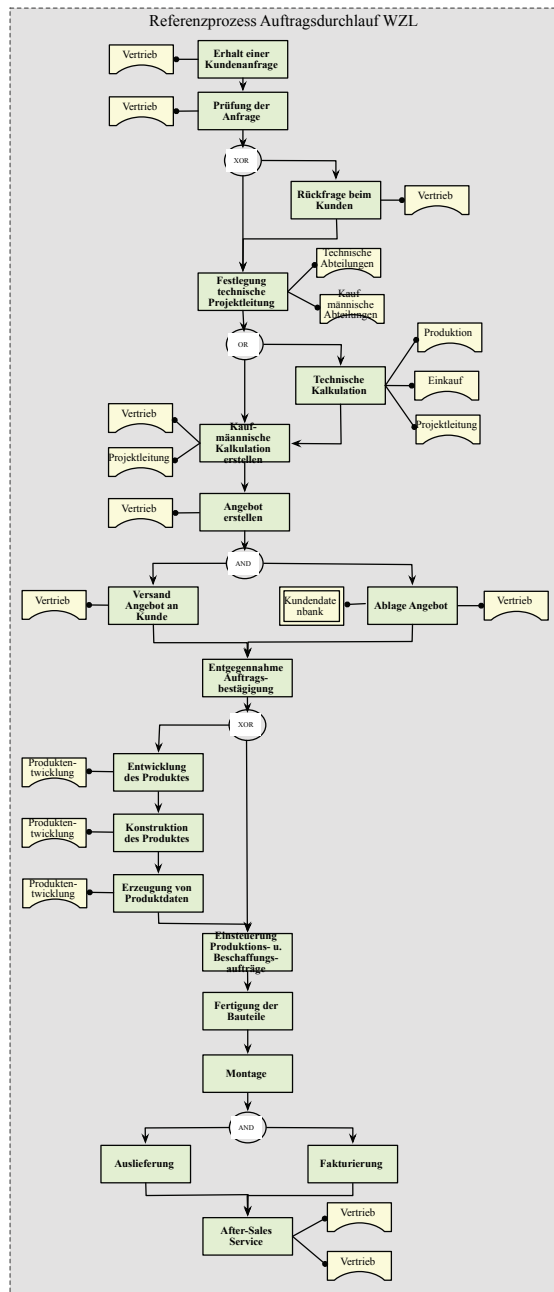 Referenzprozess Auftragsdurchlauf WZL
Vertrieb
Erhalt einer
Kundenanfrage
Vertrieb
Prüfung der
Anfrage
XOR
Rückfrage beim
Kunden
Vertrieb
Technische
Abteilungen
Festlegung
technische
Projektleitung
Kauf-
männische
Abteilungen
OR
Produktion
Technische
Kalkulation
Einkauf
Projektleitung
Vertrieb
Projektleitung
Kauf-
mäannische
Kalkulation
erstellen
Vertrieb
Angebot
erstellen
AND
Vertrieb
Versand
Angebot an
Kunde
Kundendate
nbank
Ablage Angebot
Vertrieb
Entgegennahme
Auftrags-
bestägigung
XOR
Produkten-
twicklung
Entwicklung
des Produktes
Produkten-
twicklung
Konstruktion
des Produktes
Produkten-
twicklung
Erzeugung von
Produktdaten
Einsteuerung
Produktions- u.
Beschaffungs-
aufträge
Fertigung der
Bauteile
Montage
AND
Auslieferung
Fakturierung
After-Sales
Service
Vertrieb
Vertrieb